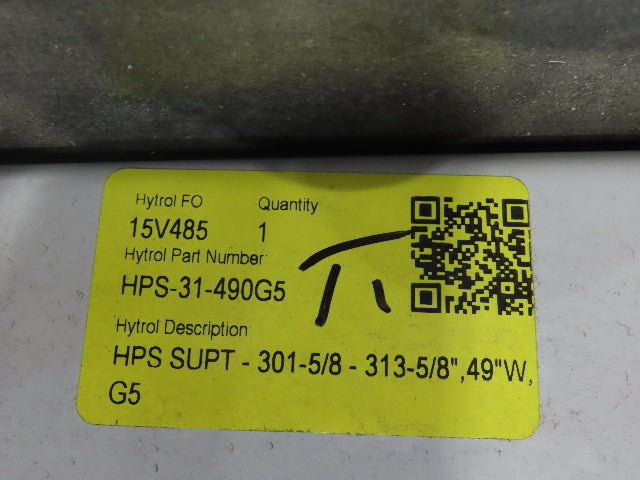 Hytrol FO Quantity
15V485 1
Hytrol Part Number
HPS-31-490G5
Hytrol Description
HPS SUPT - 301-5/8 - 313-5/8",49"W,
G5